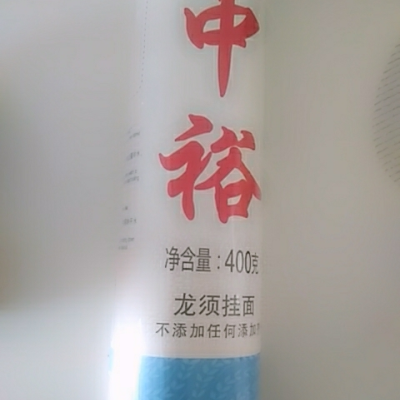 中
裕
净含量:400克
龙须挂面
不添加任何添加